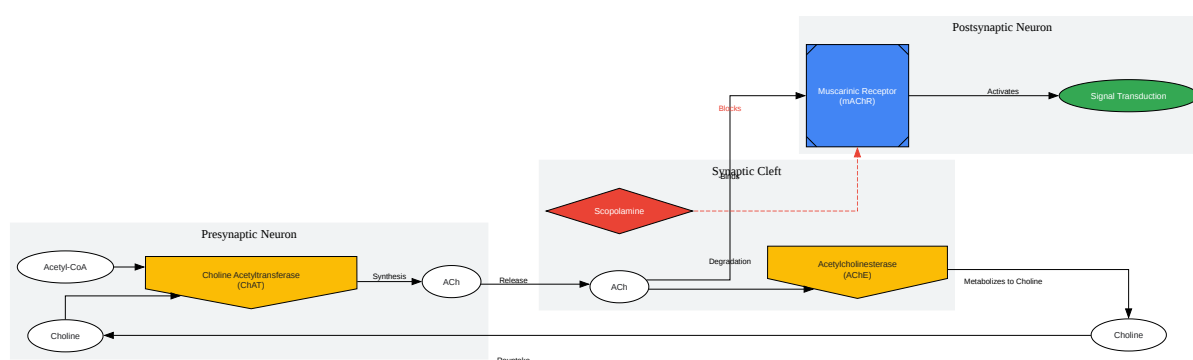 Postsynaptic Neuron
Muscarinic Receptor
(mAChR)
Activates
Signal Transduction
Blocks
Synaptic Cleft
Binds
Scopolamine
Presynaptic Neuron
Acetyl-CoA
Choline Acetyltransferase
(ChAT)
Synthesis
ACh
Release
ACh
Degradation
Acetylcholinesterase
(AChE)
Metabolizes to Choline
Choline
Choline